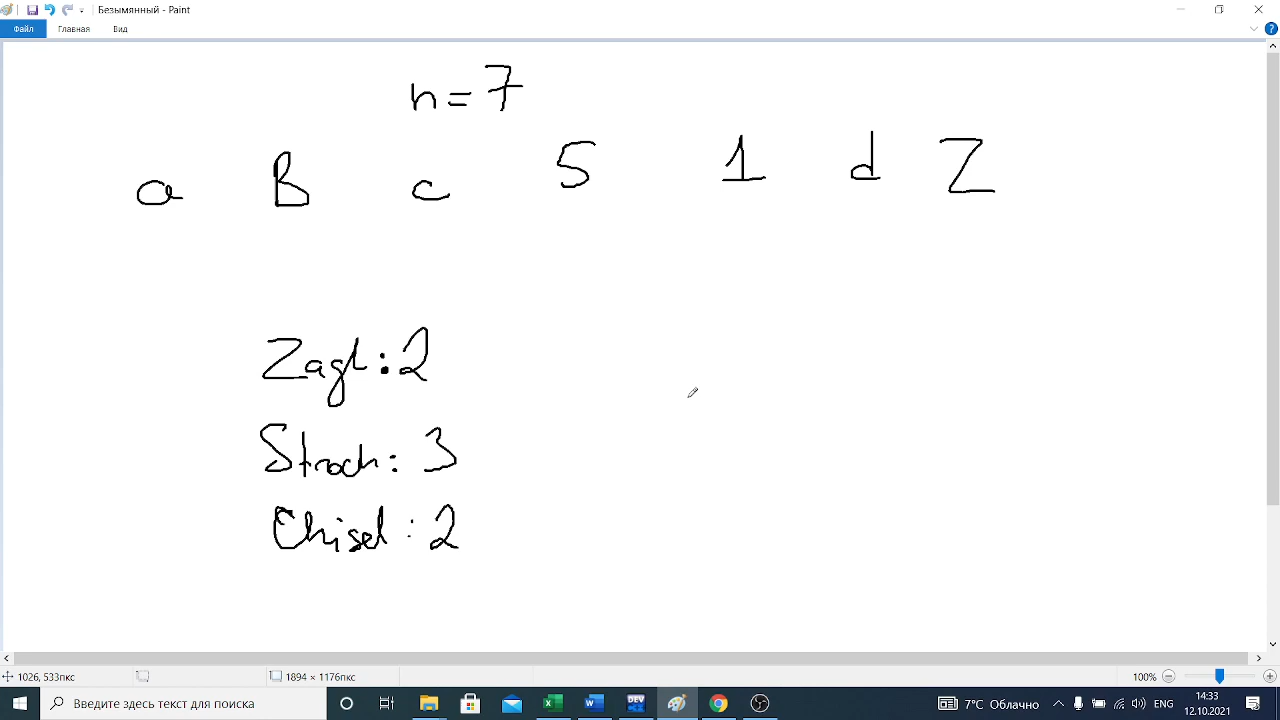 Безымянный - Paint
Файл Главная Вид
n=7
a B c 5 1 d Z
Zagl: 2
Stroch: 3
Chisel: 2
1026, 533пкс 1894 × 1176пкс 100%
Введите здесь текст для поиска DEV 7°C Облачно ENG 14:33
12.10.2021